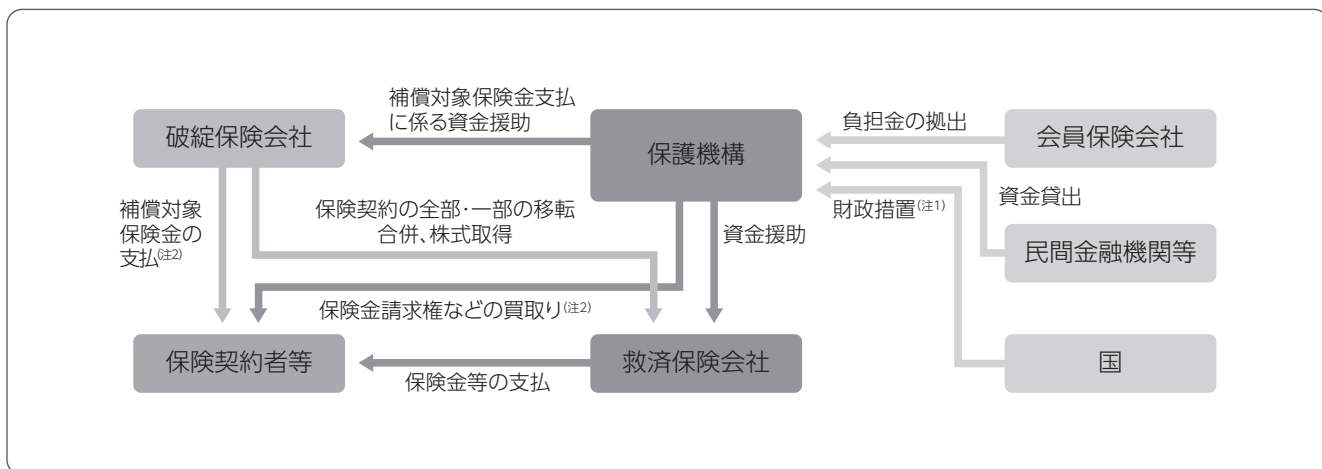 補償対象保険金支払
に係る資金援助
破綻保険会社
保護機構
負担金の拠出
会員保険会社
資金貸出
財政措置(注1)
民間金融機関等
国
補償対象
保険金の
支払(注2)
保険契約の全部・一部の移転
合併、株式取得
資金援助
保険金請求権などの買取り(注2)
保険契約者等
保険金等の支払
救済保険会社